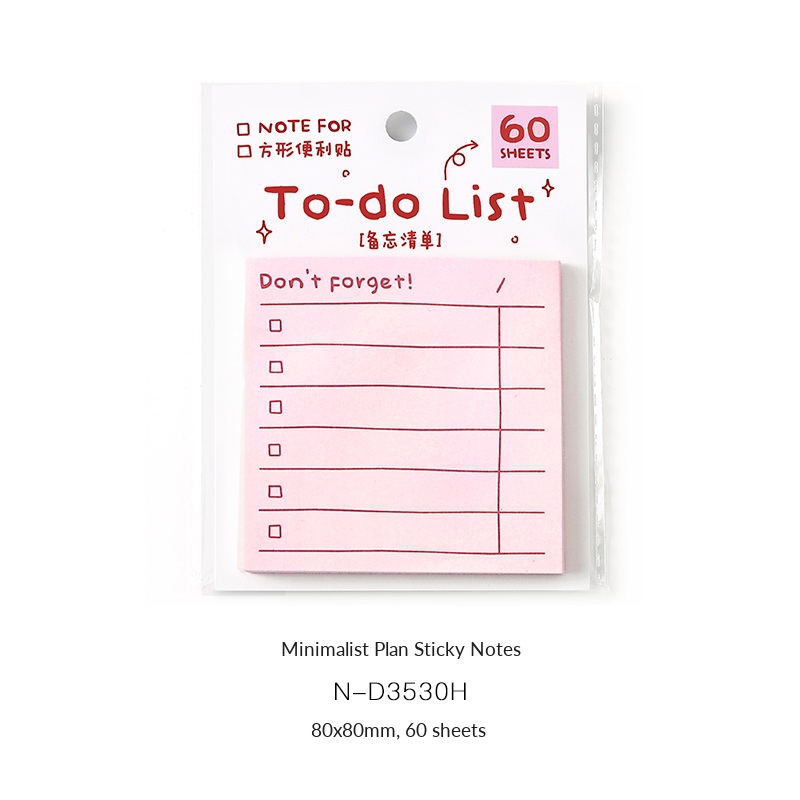 NOTE FOR
方形便利贴
60
SHEETS
To-do List
[备忘清单]
Don't forget!
/
Minimalist Plan Sticky Notes
N-D3530H
80x80mm, 60 sheets